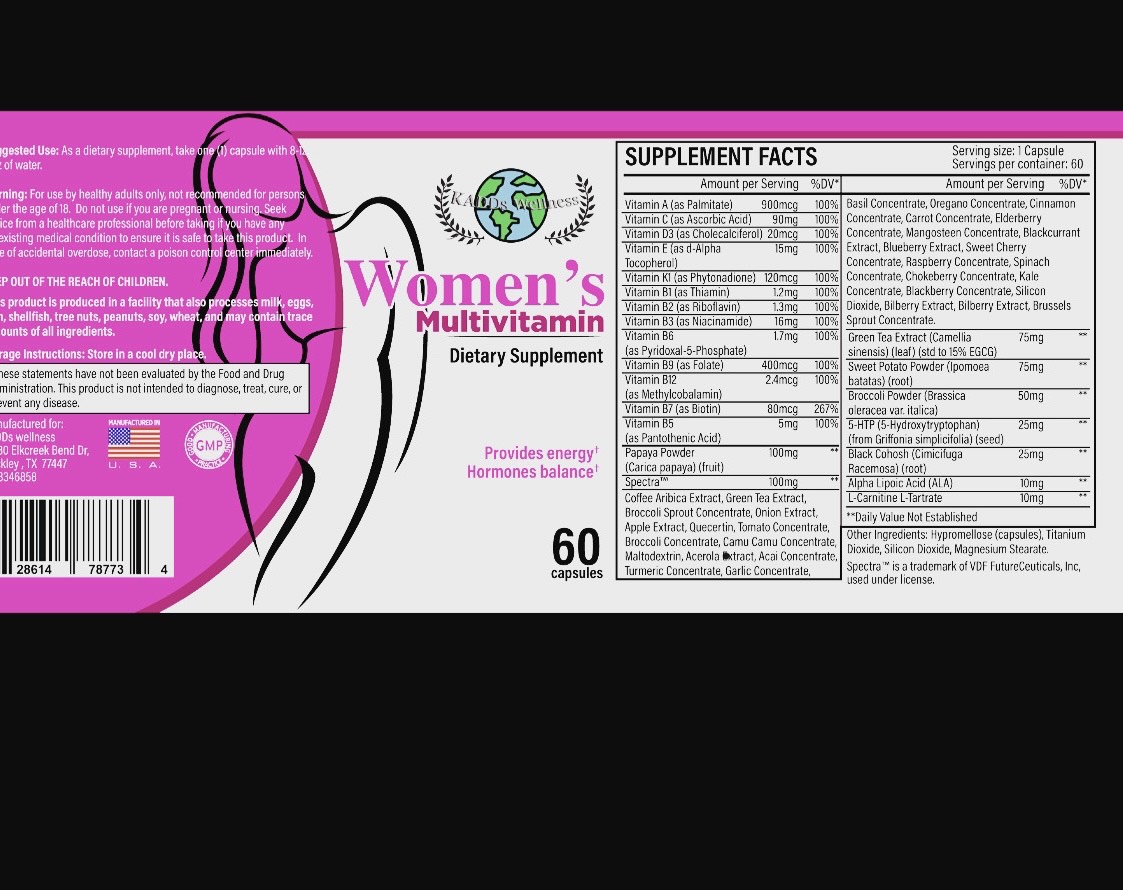 ggested Use: As a dietary supplement, take one (1) capsule with 8-12
z of water.
rning: For use by healthy adults only, not recommended for persons
er the age of 18. Do not use if you are pregnant or nursing. Seek
ice from a healthcare professional before taking if you have any
existing medical condition to ensure it is safe to take this product. In
e of accidental overdose, contact a poison control center immediately.
EP OUT OF THE REACH OF CHILDREN.
s product is produced in a facility that also processes milk, eggs,
h, shellfish, tree nuts, peanuts, soy, wheat, and may contain trace
ounts of all ingredients.
rage Instructions: Store in a cool dry place.
hese statements have not been evaluated by the Food and Drug
ministration. This product is not intended to diagnose, treat, cure, or
event any disease.
nufactured for:
Ds wellness
30 Elkcreek Bend Dr,
ckley , TX 77447
8346858
MANUFACTURED IN
U. S. A.
GOOD MANUFACTURING
GMP
PRACTICE
28614 78773 4
KADDs Wellness
Women's
Multivitamin
Dietary Supplement
Provides energy†
Hormones balance†
60
capsules
SUPPLEMENT FACTS
Serving size: 1 Capsule
Servings per container: 60
Amount per Serving %DV*
Vitamin A (as Palmitate) 900mcg 100%
Vitamin C (as Ascorbic Acid) 90mg 100%
Vitamin D3 (as Cholecalciferol) 20mcg 100%
Vitamin E (as d-Alpha 15mg 100%
Tocopherol)
Vitamin K1 (as Phytonadione) 120mcg 100%
Vitamin B1 (as Thiamin) 1.2mg 100%
Vitamin B2 (as Riboflavin) 1.3mg 100%
Vitamin B3 (as Niacinamide) 16mg 100%
Vitamin B6 1.7mg 100%
(as Pyridoxal-5-Phosphate)
Vitamin B9 (as Folate) 400mcg 100%
Vitamin B12 2.4mcg 100%
(as Methylcobalamin)
Vitamin B7 (as Biotin) 80mcg 267%
Vitamin B5 5mg 100%
(as Pantothenic Acid)
Papaya Powder 100mg **
(Carica papaya) (fruit)
Spectra™ 100mg **
Coffee Aribica Extract, Green Tea Extract,
Broccoli Sprout Concentrate, Onion Extract,
Apple Extract, Quercetin, Tomato Concentrate,
Broccoli Concentrate, Camu Camu Concentrate,
Maltodextrin, Acerola Extract, Acai Concentrate,
Turmeric Concentrate, Garlic Concentrate,
Amount per Serving %DV*
Basil Concentrate, Oregano Concentrate, Cinnamon
Concentrate, Carrot Concentrate, Elderberry
Concentrate, Mangosteen Concentrate, Blackcurrant
Extract, Blueberry Extract, Sweet Cherry
Concentrate, Raspberry Concentrate, Spinach
Concentrate, Chokeberry Concentrate, Kale
Concentrate, Blackberry Concentrate, Silicon
Dioxide, Bilberry Extract, Bilberry Extract, Brussels
Sprout Concentrate.
Green Tea Extract (Camellia 75mg **
sinensis) (leaf) (std to 15% EGCG)
Sweet Potato Powder (Ipomoea 75mg **
batatas) (root)
Broccoli Powder (Brassica 50mg **
oleracea var. italica)
5-HTP (5-Hydroxytryptophan) 25mg **
(from Griffonia simplicifolia) (seed)
Black Cohosh (Cimicifuga 25mg **
Racemosa) (root)
Alpha Lipoic Acid (ALA) 10mg **
L-Carnitine L-Tartrate 10mg **
**Daily Value Not Established
Other Ingredients: Hypromellose (capsules), Titanium
Dioxide, Silicon Dioxide, Magnesium Stearate.
Spectra™ is a trademark of VDF FutureCeuticals, Inc,
used under license.